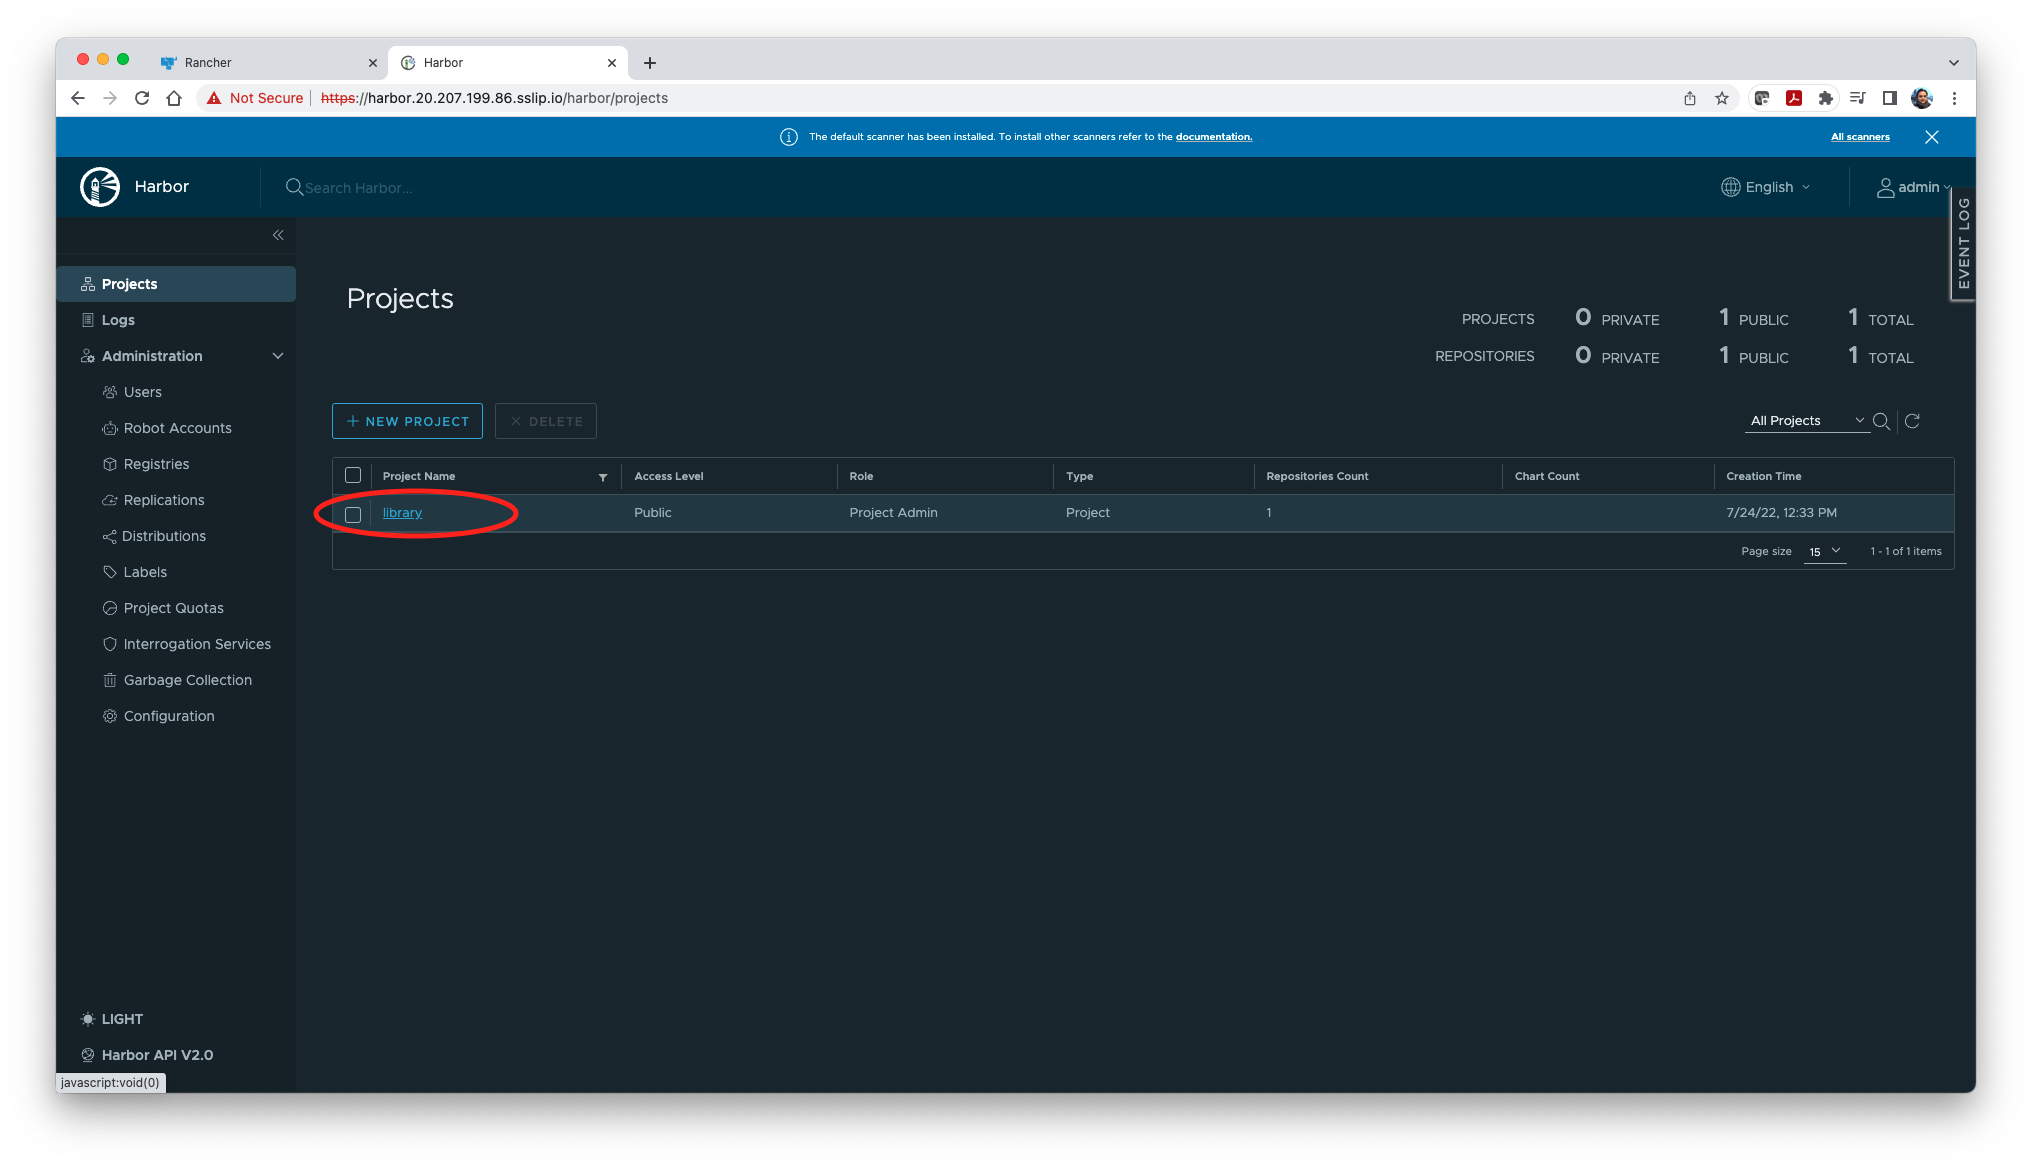 Rancher
Harbor
Not Secure
https://harbor.20.207.199.86.sslip.io/harbor/projects
The default scanner has been installed. To install other scanners refer to the documentation.
All scanners
Harbor
Search Harbor...
English
admin
EVENT LOG
Projects
Logs
Administration
Users
Robot Accounts
Registries
Replications
Distributions
Labels
Project Quotas
Interrogation Services
Garbage Collection
Configuration
LIGHT
Harbor API V2.0
javascript:void(0)
Projects
PROJECTS 0 PRIVATE 1 PUBLIC 1 TOTAL
REPOSITORIES 0 PRIVATE 1 PUBLIC 1 TOTAL
+ NEW PROJECT
× DELETE
All Projects
Project Name Access Level Role Type Repositories Count Chart Count Creation Time
library Public Project Admin Project 1 7/24/22, 12:33 PM
Page size 15 1 - 1 of 1 items